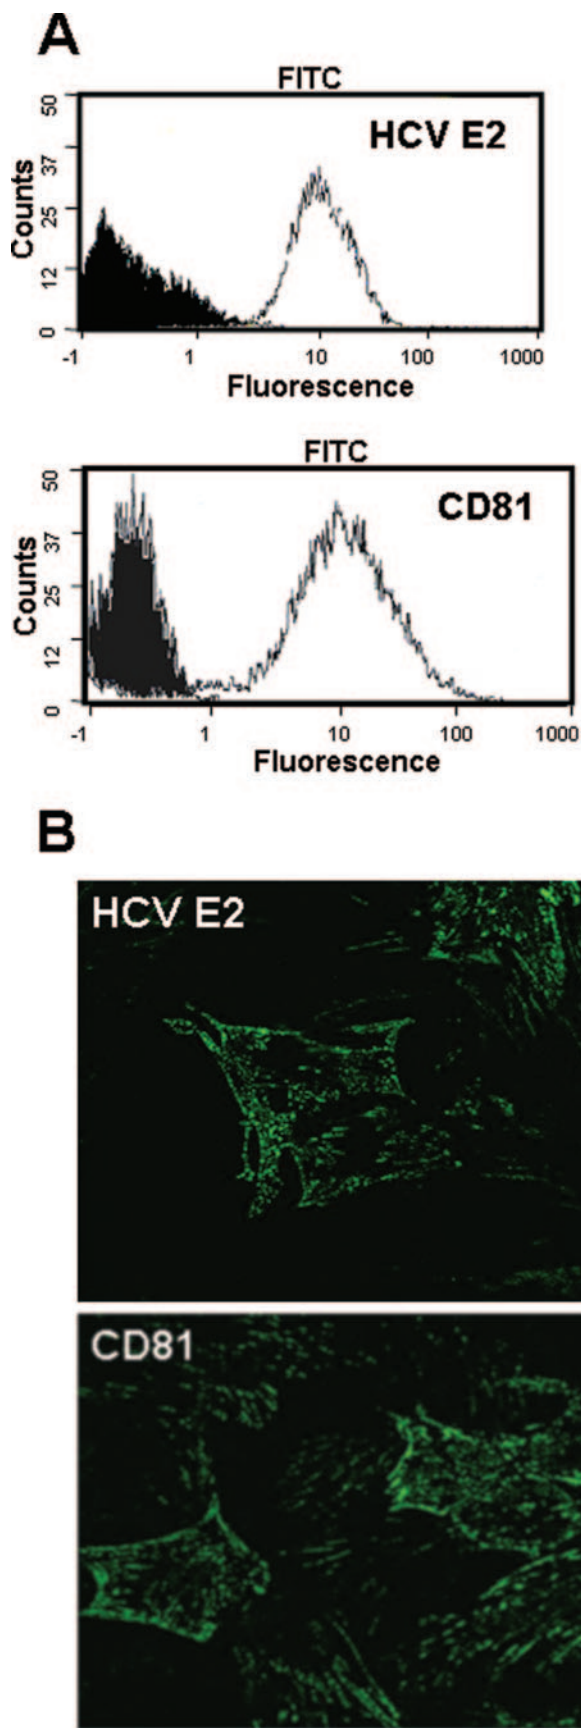 A
FITC
HCV E2
Counts
50
37
25
12
0
-1 1 10 100 1000
Fluorescence
FITC
CD81
Counts
50
37
25
12
0
-1 1 10 100 1000
Fluorescence
B
HCV E2
CD81